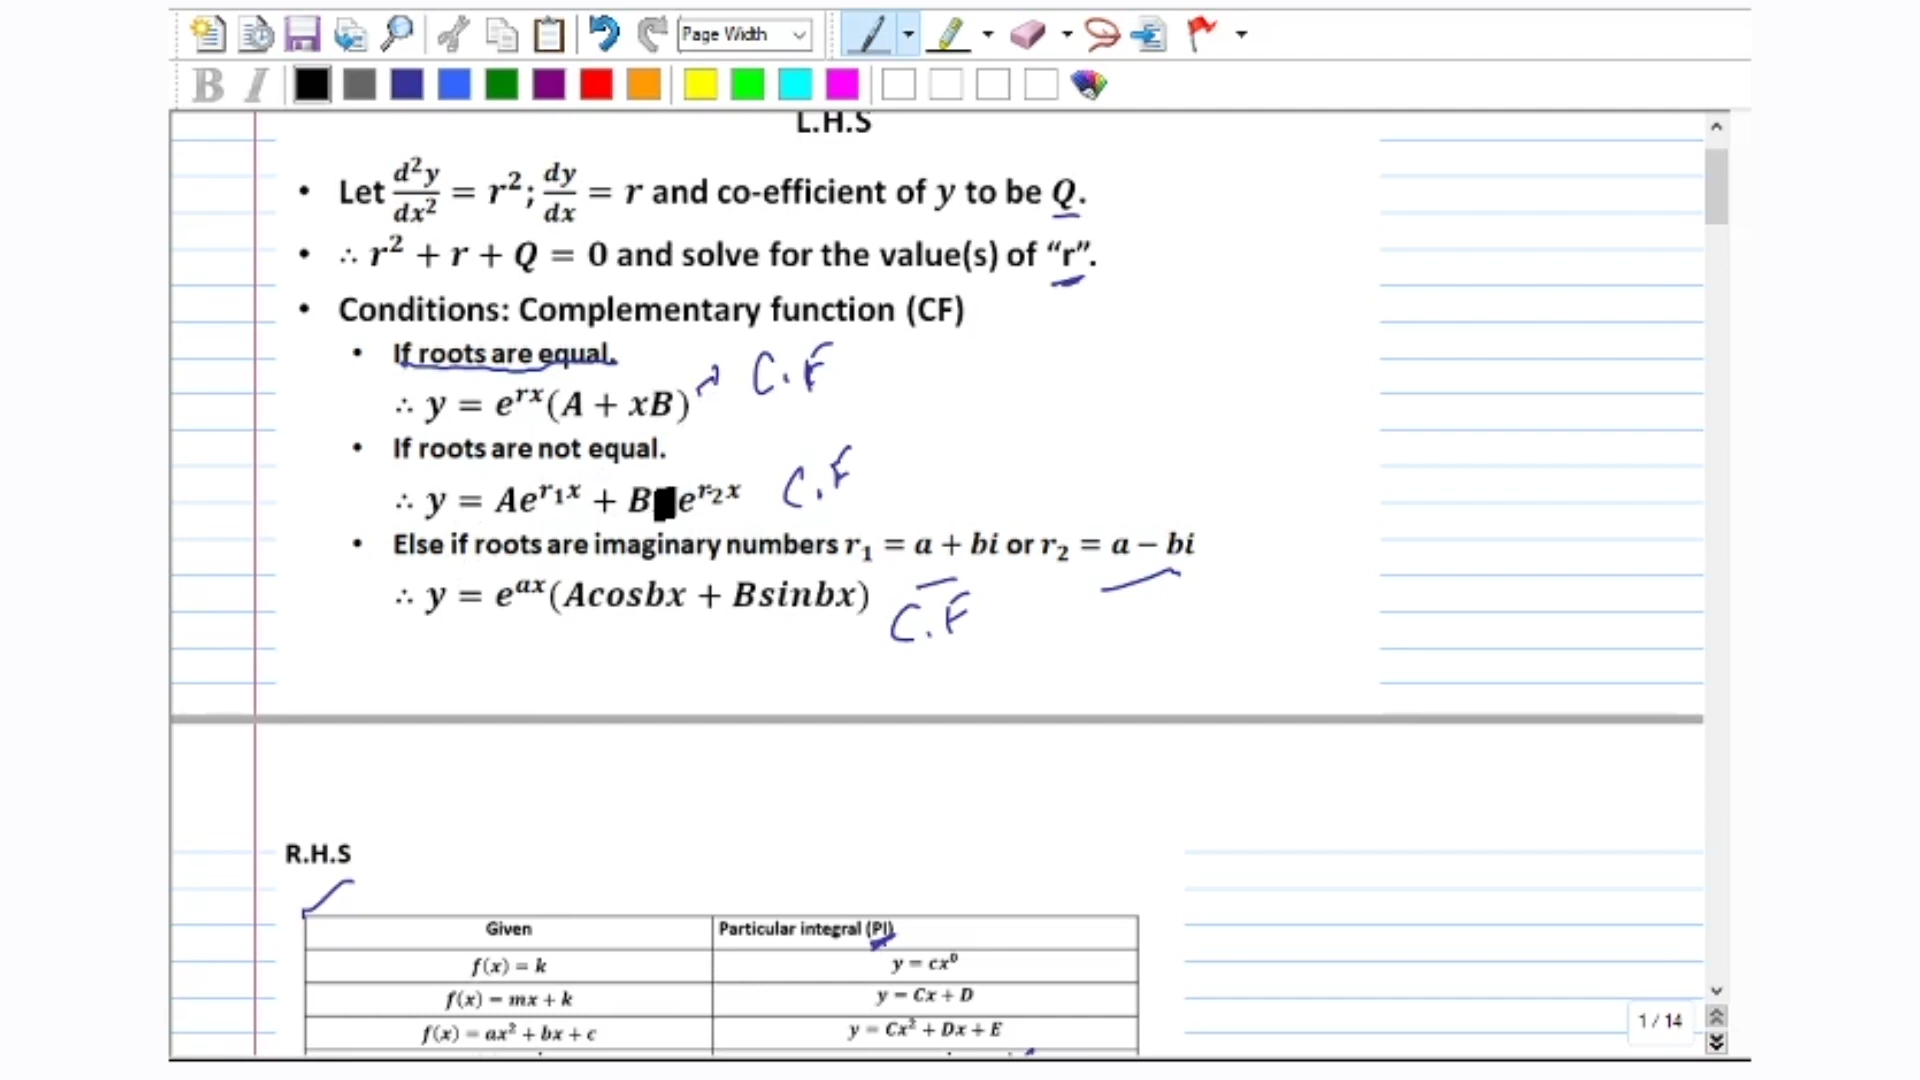 Page Width
B I
L.H.S
• Let d²y/dx² = r²; dy/dx = r and co-efficient of y to be Q.
• ∴ r² + r + Q = 0 and solve for the value(s) of “r”.
• Conditions: Complementary function (CF)
• If roots are equal.
C.F
∴ y = e^{rx}(A + xB)
• If roots are not equal.
∴ y = Ae^{r₁x} + B e^{r₂x} C.F
• Else if roots are imaginary numbers r₁ = a + bi or r₂ = a − bi
∴ y = e^{ax}(Acosbx + Bsinbx) C.F
R.H.S
Given Particular integral (PI)
f(x) = k y = cx⁰
f(x) = mx + k y = Cx + D
f(x) = ax² + bx + c y = Cx² + Dx + E
1 / 14